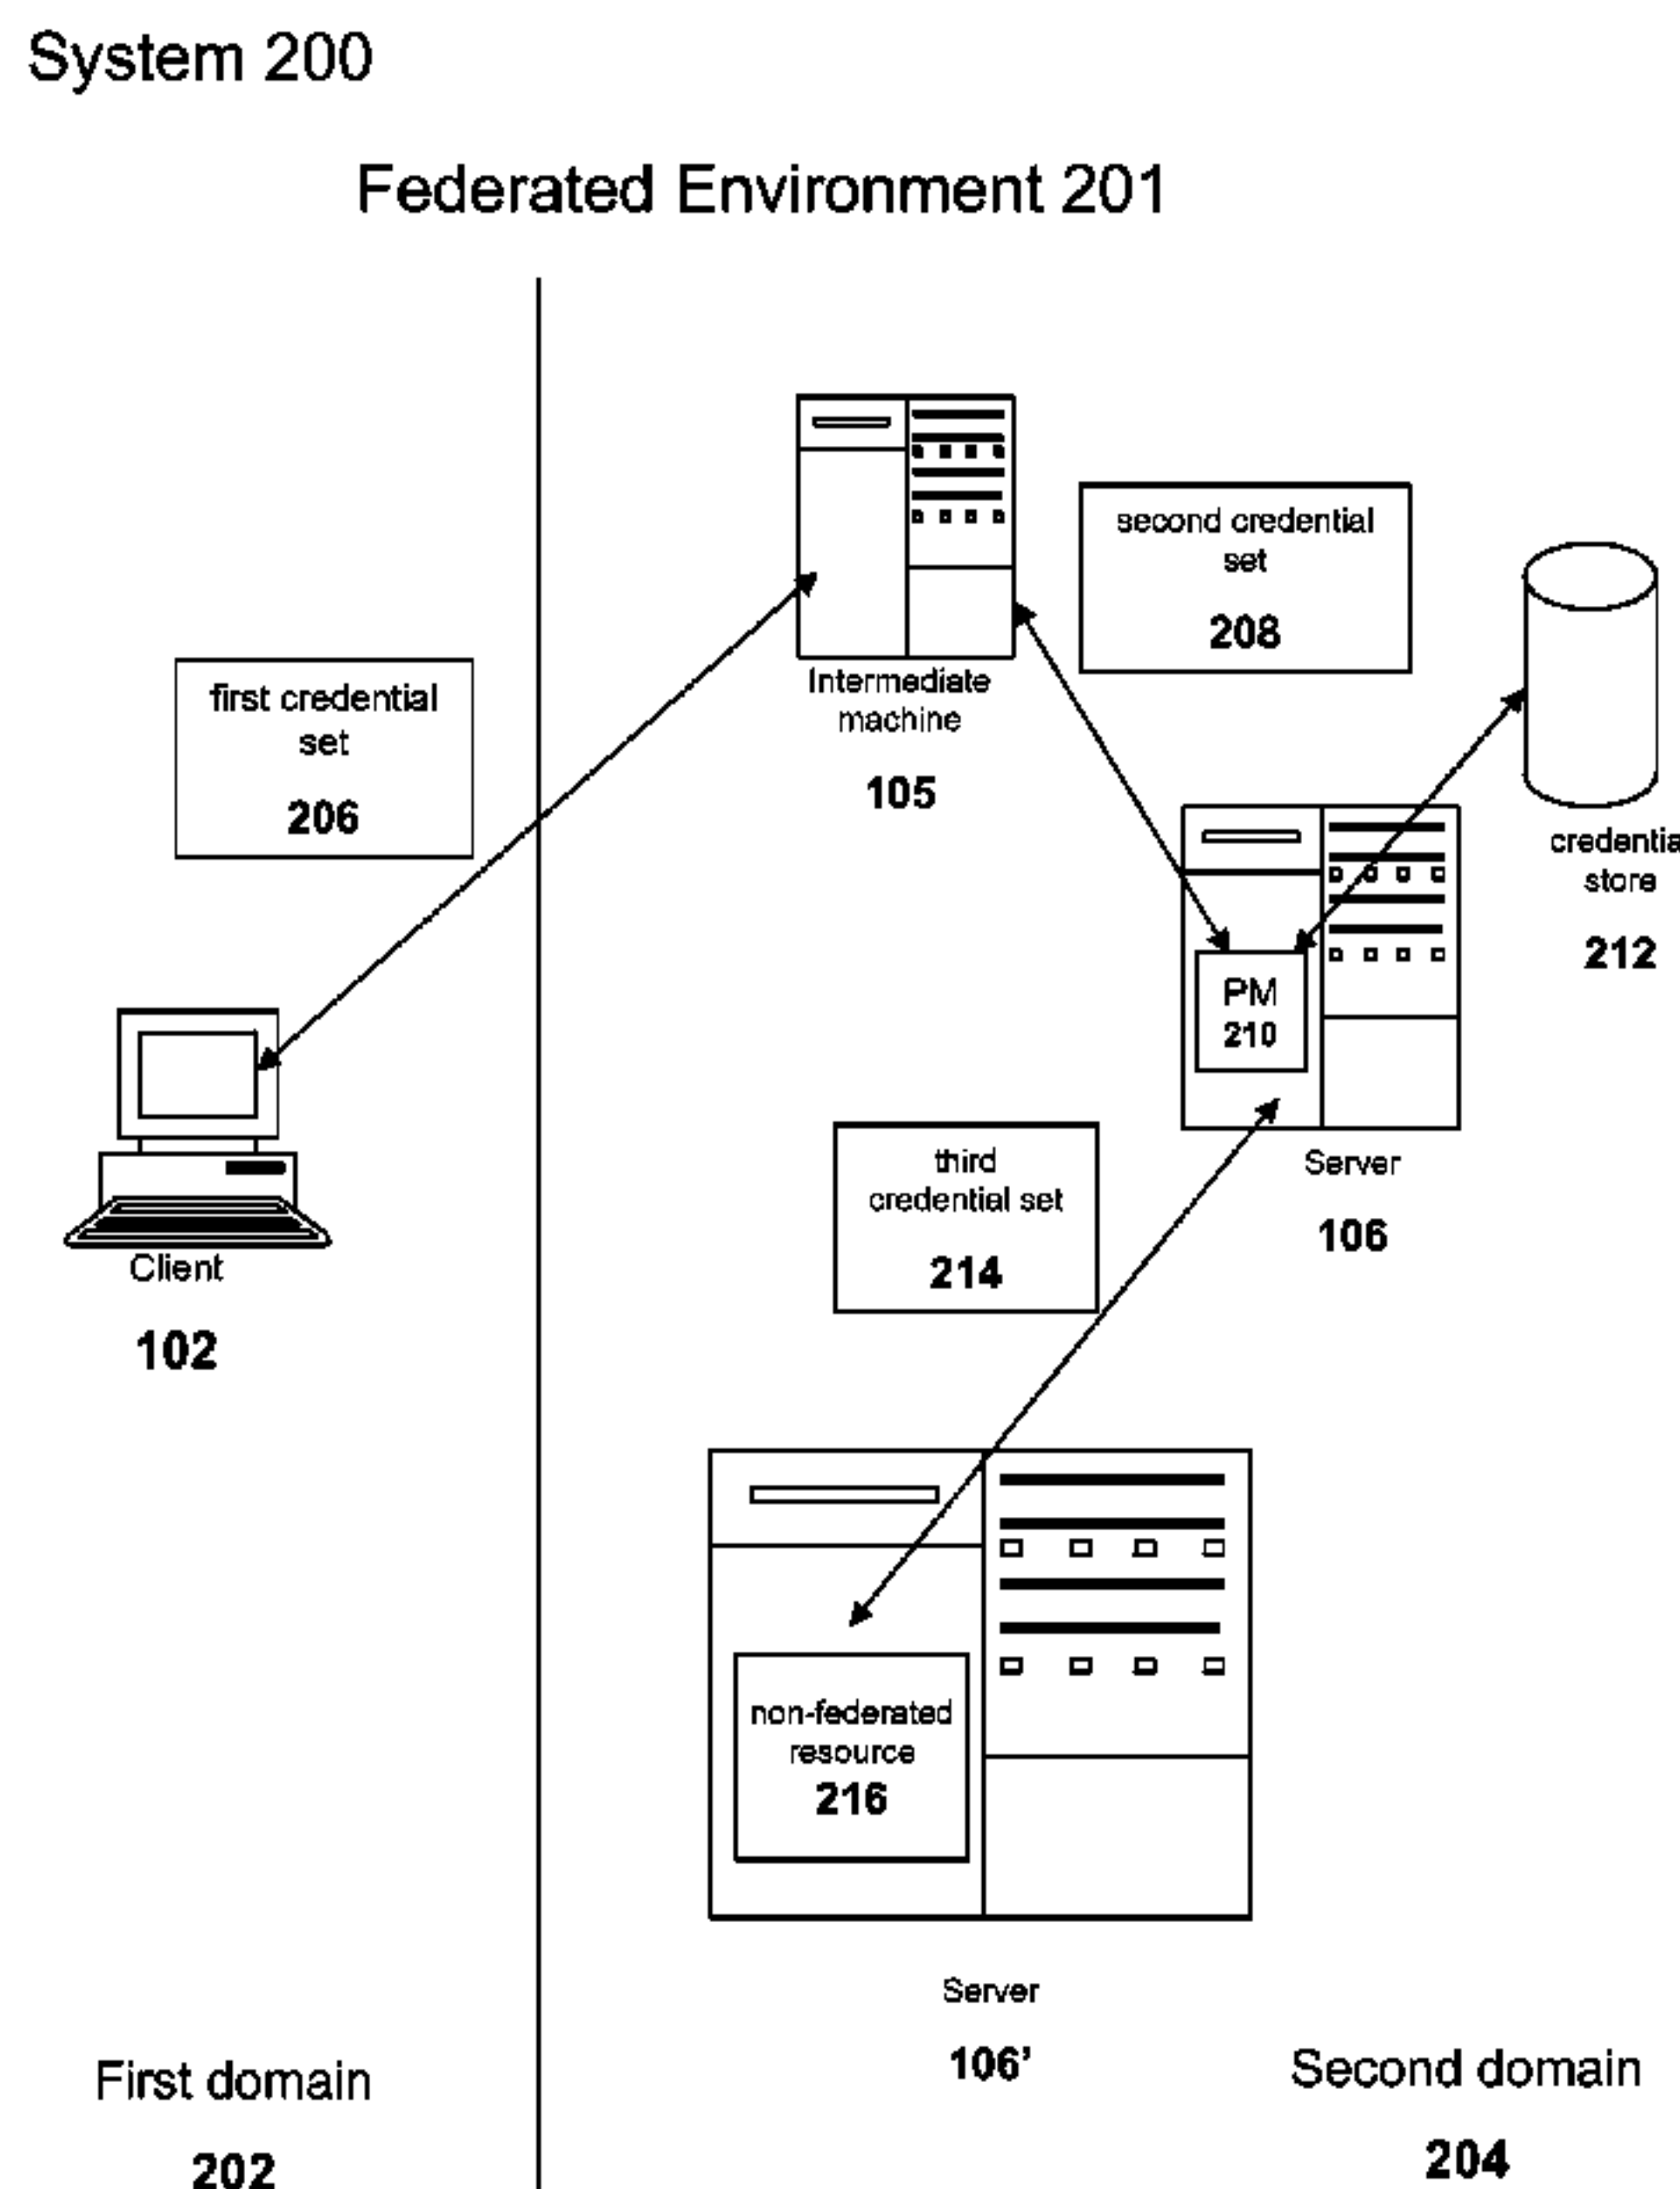 System 200
Federated Environment 201
second credential
set
208
first credential
set
206
Intermediate
machine
105
credentia
store
212
PM
210
third
credential set
214
Server
106
Client
102
non-federated
resource
216
Server
106'
First domain
202
Second domain
204